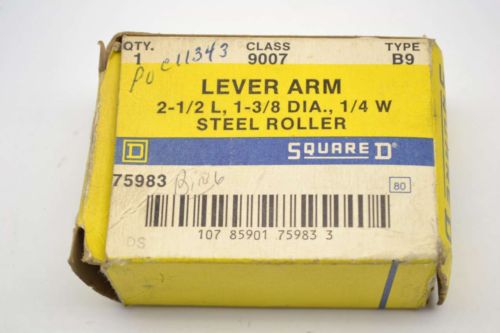 QTY. CLASS TYPE
1 9007 B9
PO C11343
LEVER ARM
2-1/2 L, 1-3/8 DIA., 1/4 W
STEEL ROLLER
D SQUARE D
75983 80
DS
107 85901 75983 3